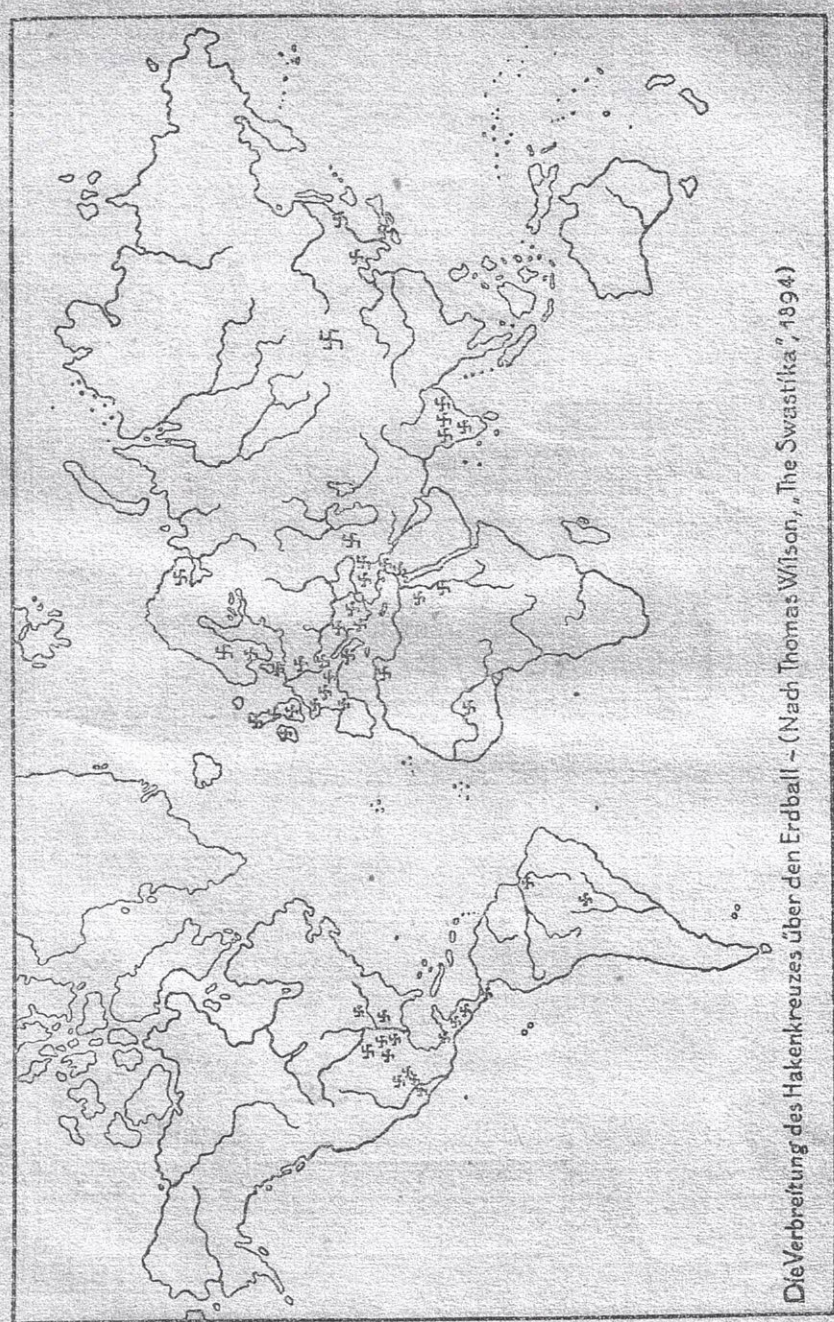 Die Verbreitung des Hakenkreuzes über den Erdball ~ (Nach Thomas Wilson, „The Swastika”, 1894)